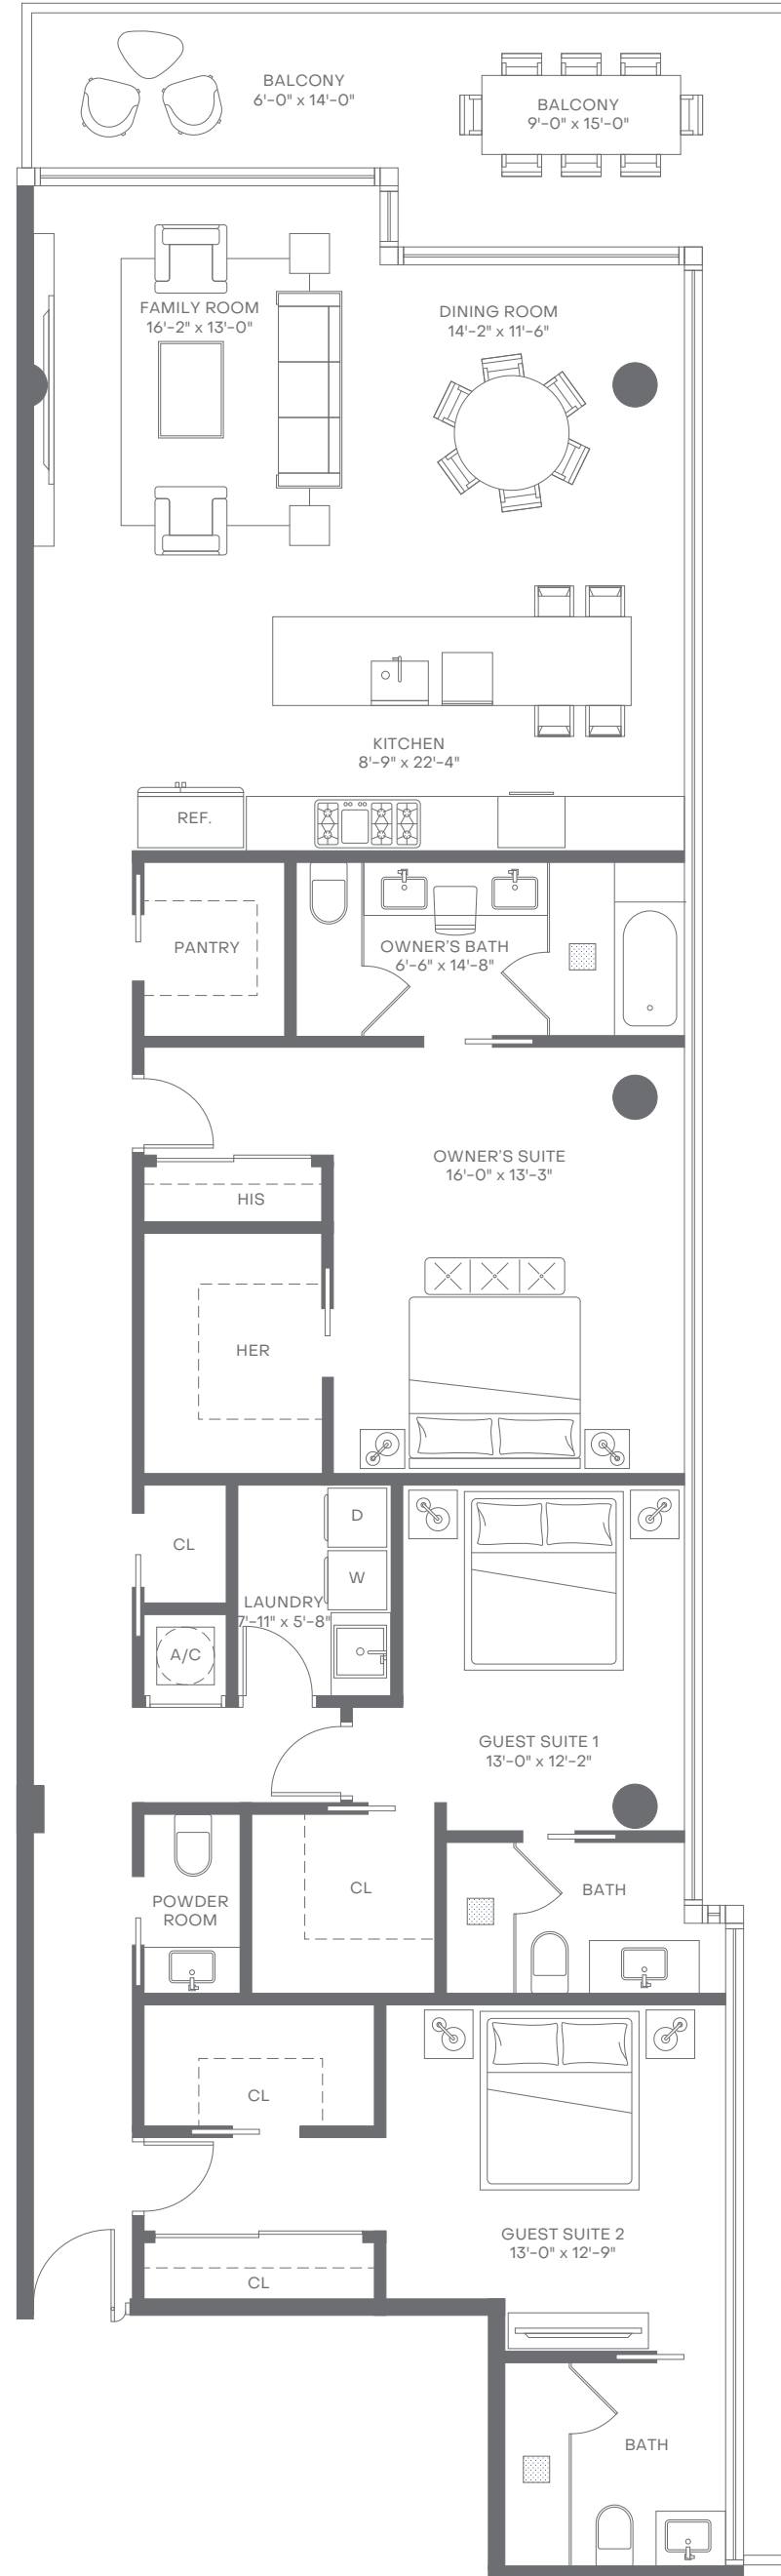 BALCONY
6'-0" x 14'-0"
BALCONY
9'-0" x 15'-0"
FAMILY ROOM
16'-2" x 13'-0"
DINING ROOM
14'-2" x 11'-6"
KITCHEN
8'-9" x 22'-4"
REF.
PANTRY
OWNER'S BATH
6'-6" x 14'-8"
OWNER'S SUITE
16'-0" x 13'-3"
HIS
HER
CL
D
W
LAUNDRY
7'-11" x 5'-8"
A/C
GUEST SUITE 1
13'-0" x 12'-2"
CL
BATH
POWDER
ROOM
CL
GUEST SUITE 2
13'-0" x 12'-9"
CL
BATH